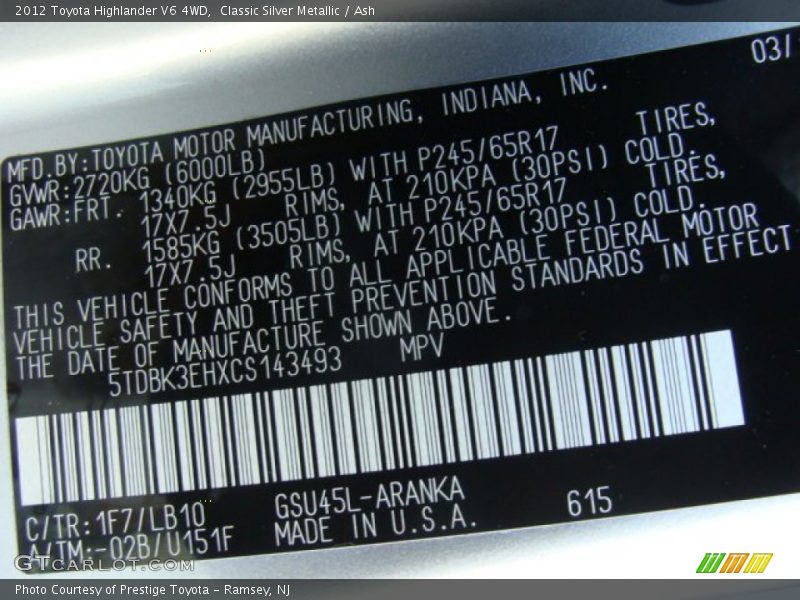 2012 Toyota Highlander V6 4WD,  Classic Silver Metallic / Ash
03/
MFD.BY:TOYOTA MOTOR MANUFACTURING, INDIANA, INC.
GVWR:2720KG (6000LB)
GAWR:FRT. 1340KG (2955LB) WITH P245/65R17 TIRES,
17X7.5J RIMS, AT 210KPA (30PSI) COLD.
RR. 1585KG (3505LB) WITH P245/65R17 TIRES,
17X7.5J RIMS, AT 210KPA (30PSI) COLD.
THIS VEHICLE CONFORMS TO ALL APPLICABLE FEDERAL MOTOR
VEHICLE SAFETY AND THEFT PREVENTION STANDARDS IN EFFECT
THE DATE OF MANUFACTURE SHOWN ABOVE.
5TDBK3EHXCS143493 MPV
C/TR:1F7/LB10 GSU45L-ARANKA 615
A/TM:-02B/U151F MADE IN U.S.A.
GTcarlot.com
Photo Courtesy of Prestige Toyota - Ramsey, NJ